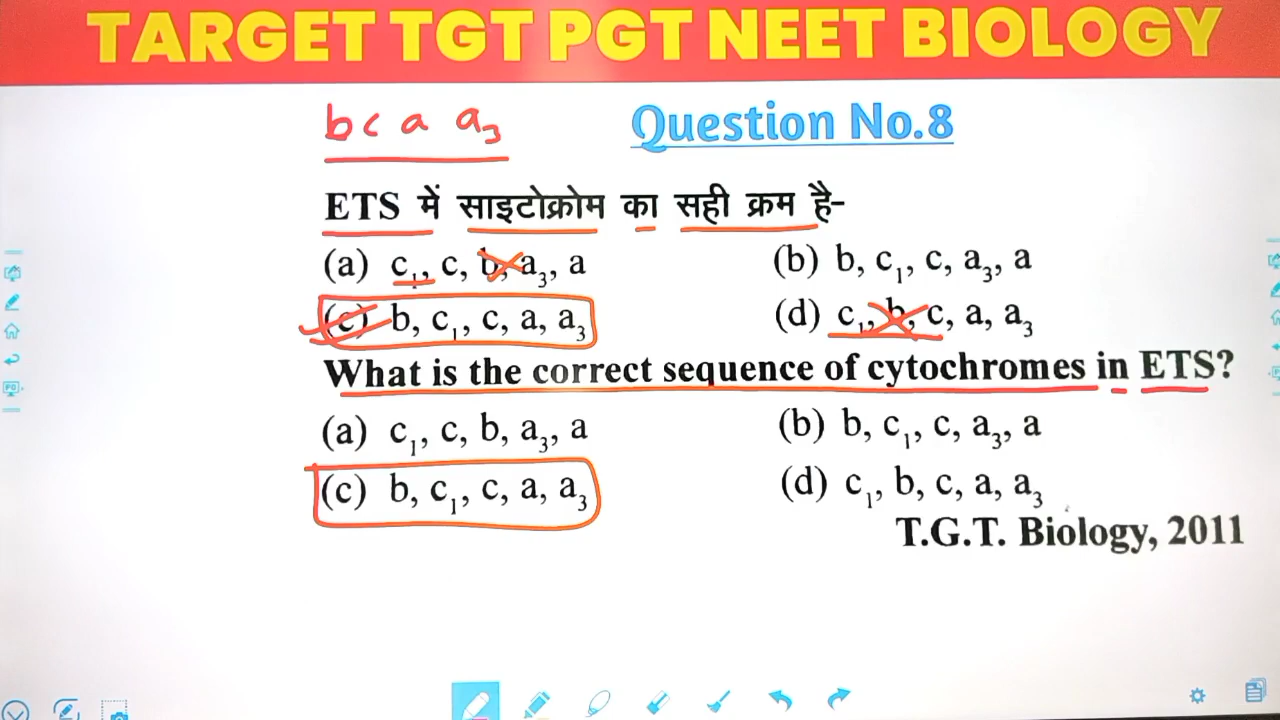 TARGET TGT PGT NEET BIOLOGY
b c a a₃
Question No.8
ETS में साइटोक्रोम का सही क्रम है-
(a) c₁, c, b, a₃, a (b) b, c₁, c, a₃, a
(c) b, c₁, c, a, a₃ (d) c₁, b, c, a, a₃
What is the correct sequence of cytochromes in ETS?
(a) c₁, c, b, a₃, a (b) b, c₁, c, a₃, a
(c) b, c₁, c, a, a₃ (d) c₁, b, c, a, a₃
T.G.T. Biology, 2011